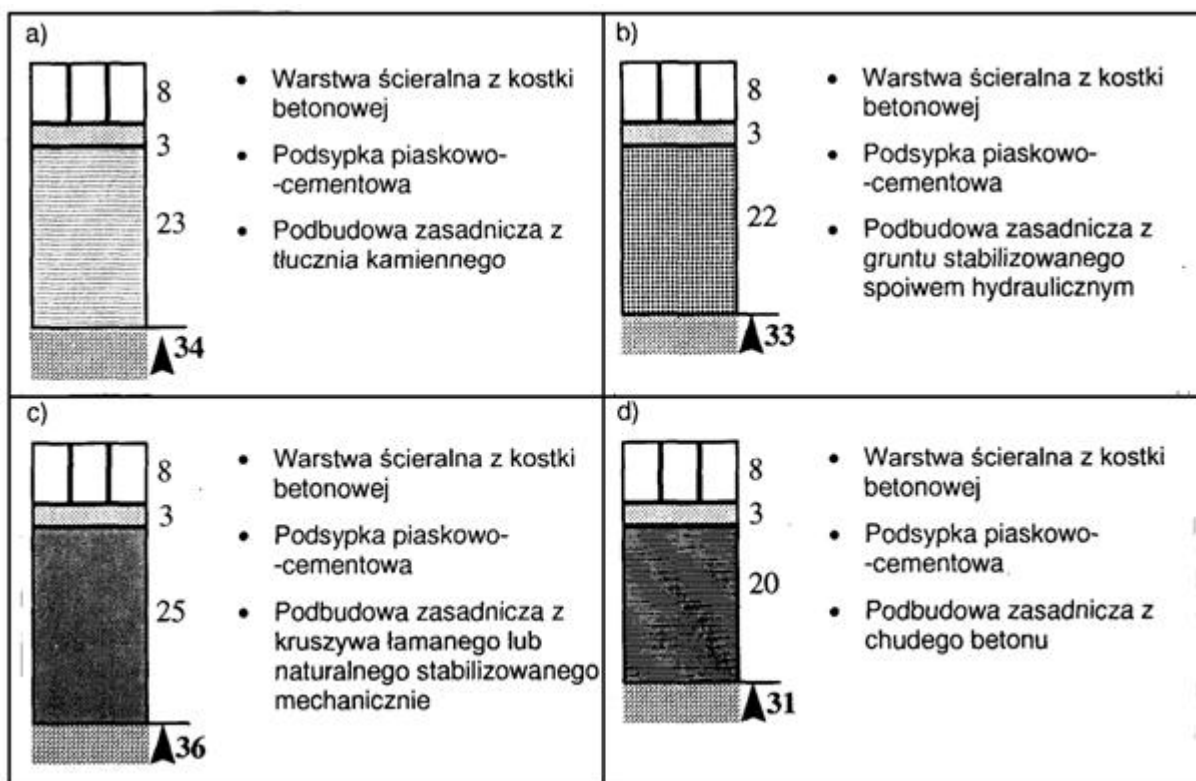 a)
8
3
23
34
• Warstwa ścieralna z kostki
betonowej
• Podsypka piaskowo-
-cementowa
• Podbudowa zasadnicza z
tłucznia kamiennego
b)
8
3
22
33
• Warstwa ścieralna z kostki
betonowej
• Podsypka piaskowo-
-cementowa
• Podbudowa zasadnicza z
gruntu stabilizowanego
spoiwem hydraulicznym
c)
8
3
25
36
• Warstwa ścieralna z kostki
betonowej
• Podsypka piaskowo-
-cementowa
• Podbudowa zasadnicza z
kruszywa łamanego lub
naturalnego stabilizowanego
mechanicznie
d)
8
3
20
31
• Warstwa ścieralna z kostki
betonowej
• Podsypka piaskowo-
-cementowa
• Podbudowa zasadnicza z
chudego betonu